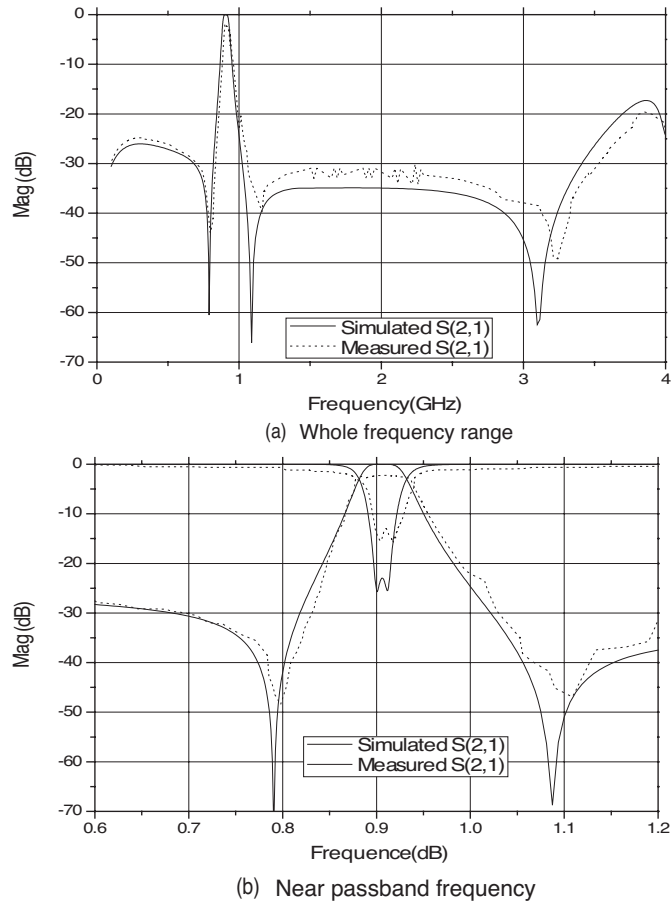 0
-10
-20
-30
-40
-50
-60
-70
Mag(dB)
Simulated S(2,1)
Measured S(2,1)
0 1 2 3 4
Frequency(GHz)
(a) Whole frequency range
0
-10
-20
-30
-40
-50
-60
-70
Mag(dB)
Simulated S(2,1)
Measured S(2,1)
0.6 0.7 0.8 0.9 1.0 1.1 1.2
Frequence(dB)
(b) Near passband frequency